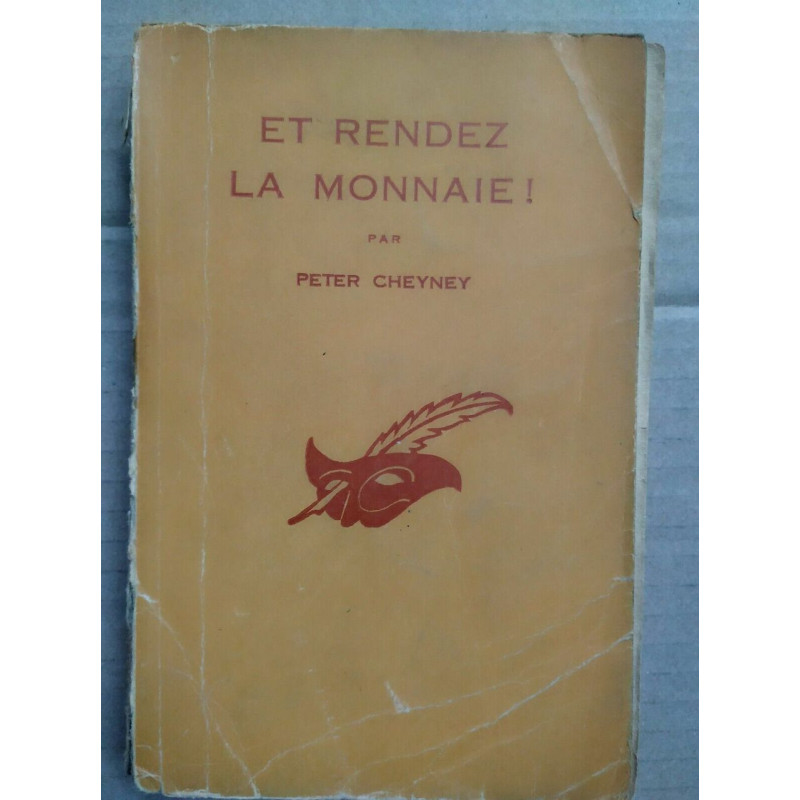 ET RENDEZ
LA MONNAIE !
PAR
PETER CHEYNEY